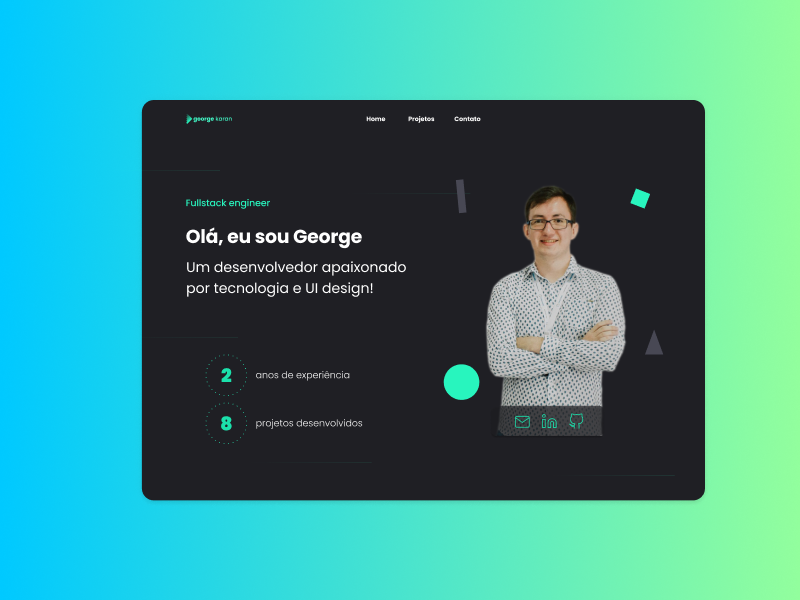 george karan
Home
Projetos
Contato
Fullstack engineer
Olá, eu sou George
Um desenvolvedor apaixonado
por tecnologia e UI design!
2
anos de experiência
8
projetos desenvolvidos
in